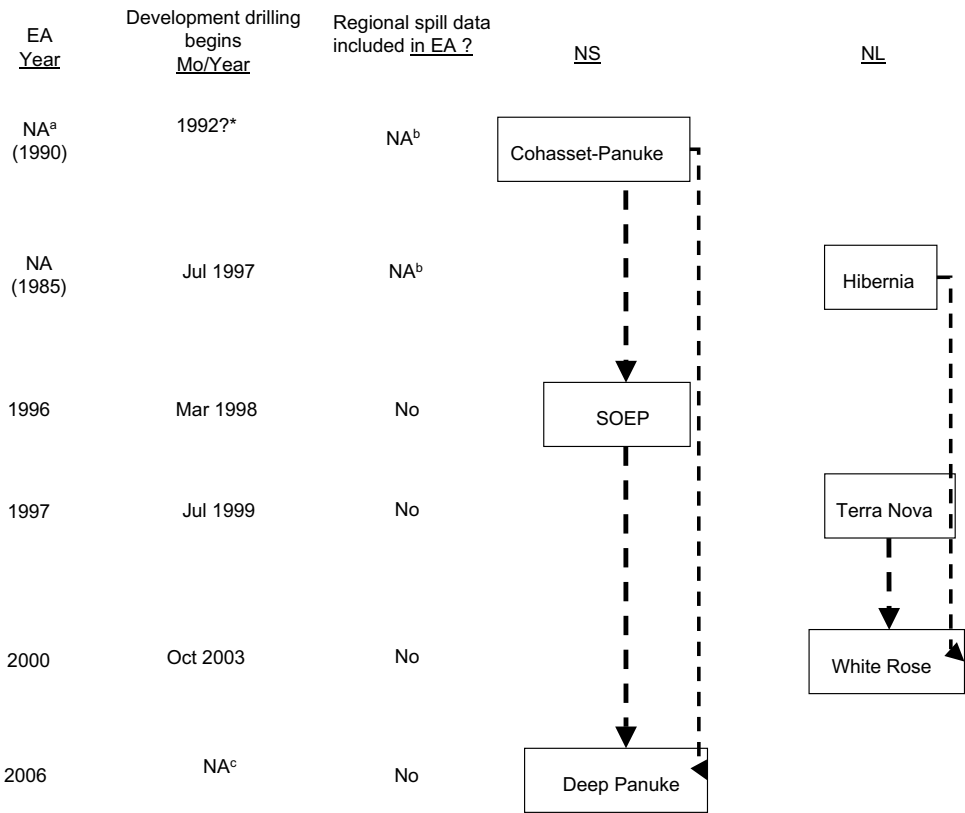 EA
Year
Development drilling
begins
Mo/Year
Regional spill data
included in EA ?
NS
NL
NAᵃ
(1990)
1992?*
NAᵇ
Cohasset-Panuke
NA
(1985)
Jul 1997
NAᵇ
Hibernia
1996
Mar 1998
No
SOEP
1997
Jul 1999
No
Terra Nova
2000
Oct 2003
No
White Rose
2006
NAᶜ
No
Deep Panuke